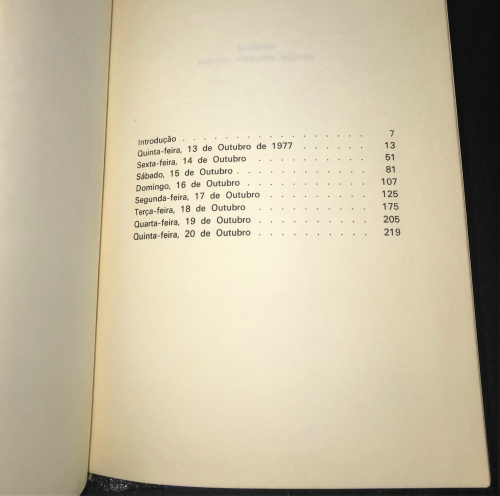 Introdução . . . . . . . . . . . . . . . . . 7
Quinta-feira, 13 de Outubro de 1977 . . . . . . . 13
Sexta-feira, 14 de Outubro . . . . . . . . . . 51
Sábado, 15 de Outubro . . . . . . . . . . . . 81
Domingo, 16 de Outubro . . . . . . . . . . . 107
Segunda-feira, 17 de Outubro . . . . . . . . . 125
Terça-feira, 18 de Outubro . . . . . . . . . . 175
Quarta-feira, 19 de Outubro . . . . . . . . . . 205
Quinta-feira, 20 de Outubro . . . . . . . . . . 219